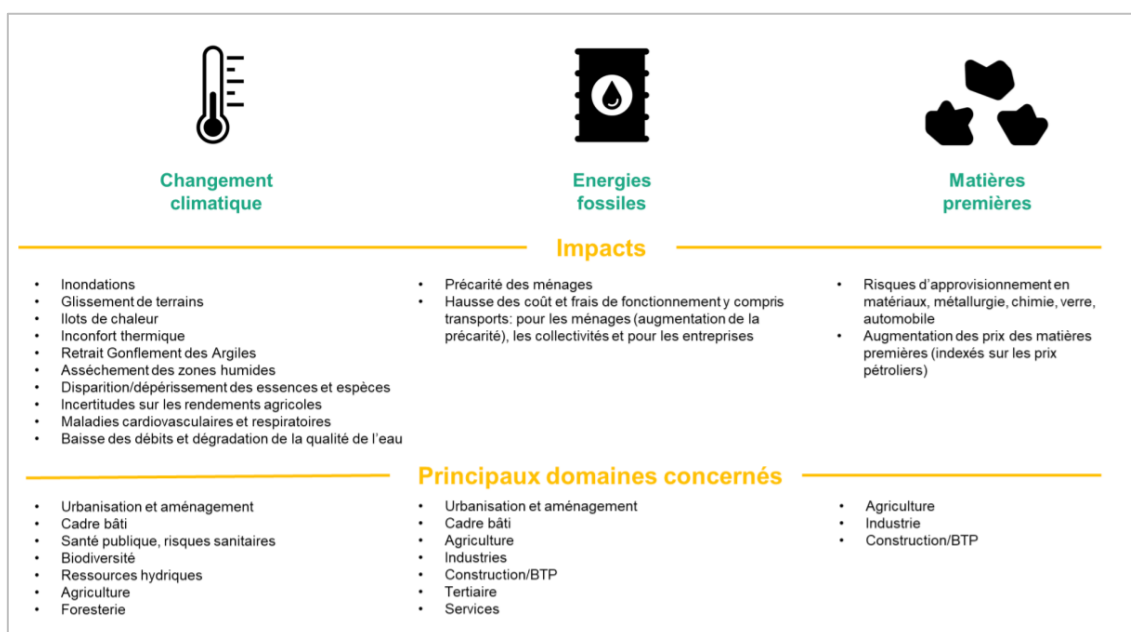 Changement
climatique
Energies
fossiles
Matières
premières
Impacts
• Inondations
• Glissement de terrains
• Ilots de chaleur
• Inconfort thermique
• Retrait Gonflement des Argiles
• Asséchement des zones humides
• Disparition/dépérissement des essences et espèces
• Incertitudes sur les rendements agricoles
• Maladies cardiovasculaires et respiratoires
• Baisse des débits et dégradation de la qualité de l'eau
• Précarité des ménages
• Hausse des coût et frais de fonctionnement y compris
transports: pour les ménages (augmentation de la
précarité), les collectivités et pour les entreprises
• Risques d'approvisionnement en
matériaux, métallurgie, chimie, verre,
automobile
• Augmentation des prix des matières
premières (indexés sur les prix
pétroliers)
Principaux domaines concernés
• Urbanisation et aménagement
• Cadre bâti
• Santé publique, risques sanitaires
• Biodiversité
• Ressources hydriques
• Agriculture
• Foresterie
• Urbanisation et aménagement
• Cadre bâti
• Agriculture
• Industries
• Construction/BTP
• Tertiaire
• Services
• Agriculture
• Industrie
• Construction/BTP